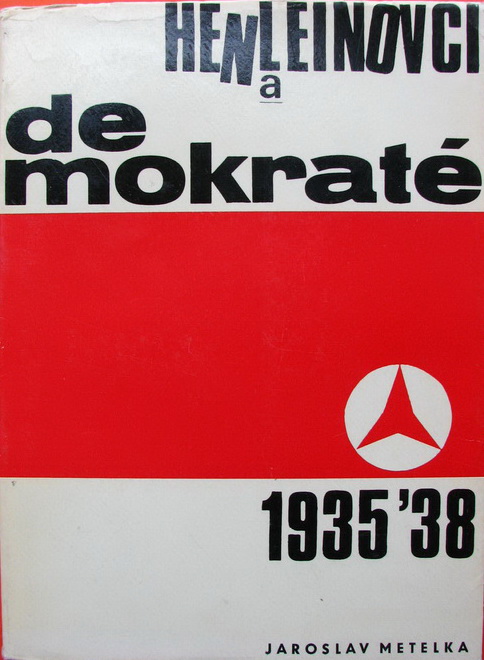 HENLEINOVCI
a
de
mokraté
1935'38
JAROSLAV METELKA